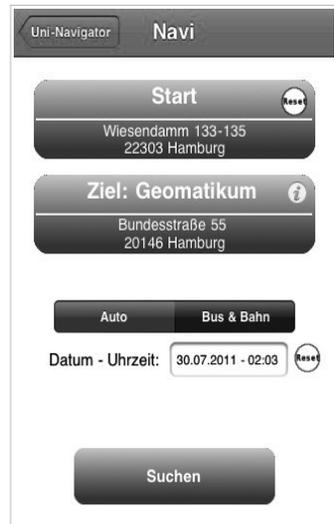 Uni-Navigator Navi
Start
Reset
Wiesendamm 133-135
22303 Hamburg
Ziel: Geomatikum i
Bundesstraße 55
20146 Hamburg
Auto Bus & Bahn
Datum - Uhrzeit: 30.07.2011 - 02:03 Reset
Suchen